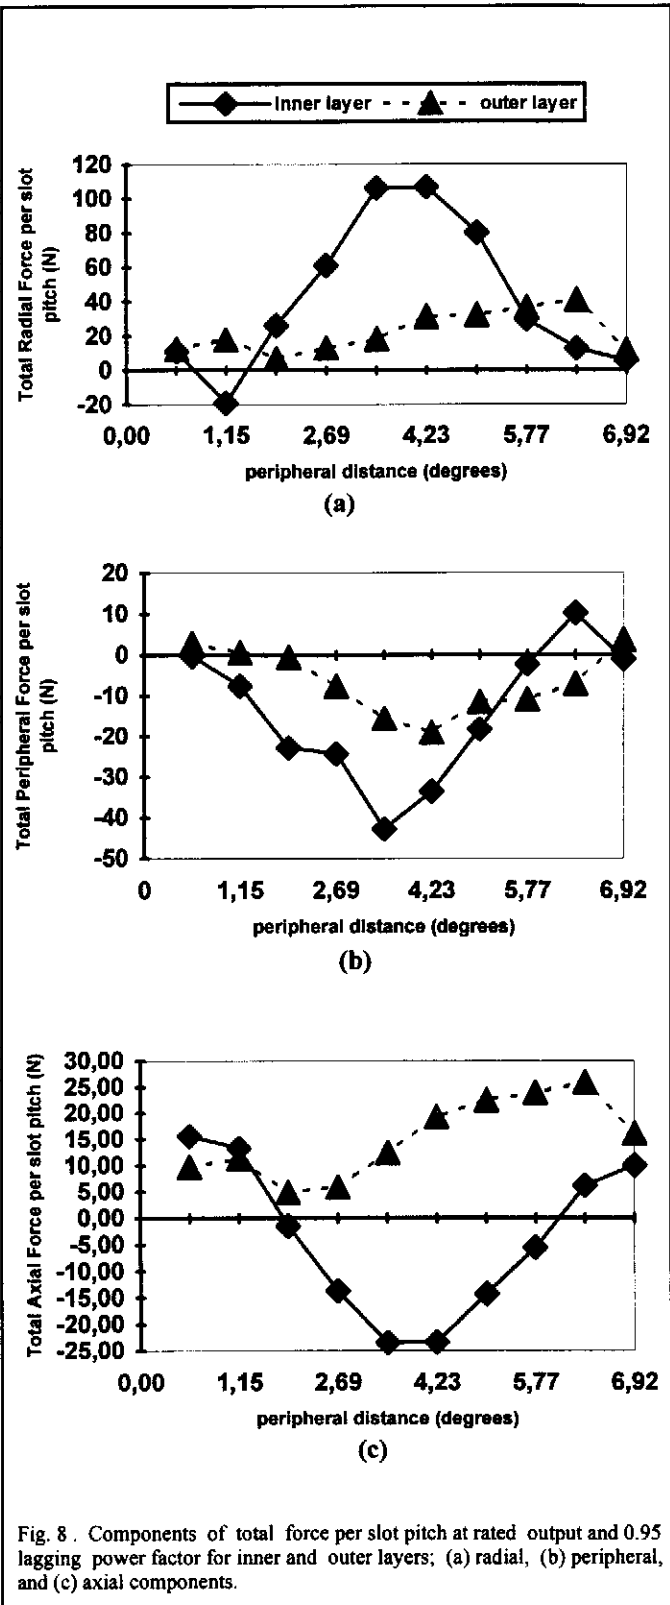 Inner layer outer layer
Total Radial Force per slot
pitch (N)
120
100
80
60
40
20
0
-20
0,00 1,15 2,69 4,23 5,77 6,92
peripheral distance (degrees)
(a)
Total Peripheral Force per slot
pitch (N)
20
10
0
-10
-20
-30
-40
-50
0 1,15 2,69 4,23 5,77 6,92
peripheral distance (degrees)
(b)
Total Axial Force per slot pitch (N)
30,00
25,00
20,00
15,00
10,00
5,00
0,00
-5,00
-10,00
-15,00
-20,00
-25,00
0,00 1,15 2,69 4,23 5,77 6,92
peripheral distance (degrees)
(c)
Fig. 8 . Components of total force per slot pitch at rated output and 0.95
lagging power factor for inner and outer layers; (a) radial, (b) peripheral,
and (c) axial components.